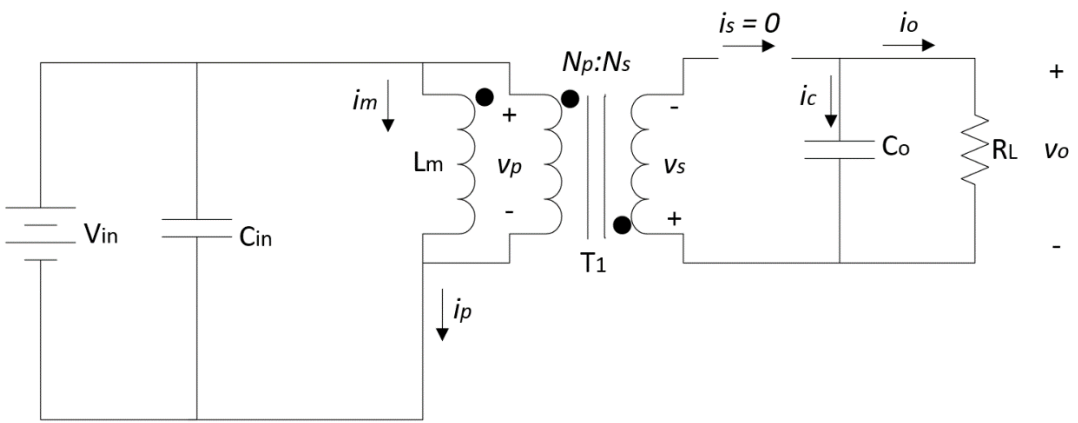 is = 0
io
Np:Ns
+
im
ic
+
-
Lm
vp
vs
Co
RL
vo
Vin
Cin
-
+
T1
-
ip